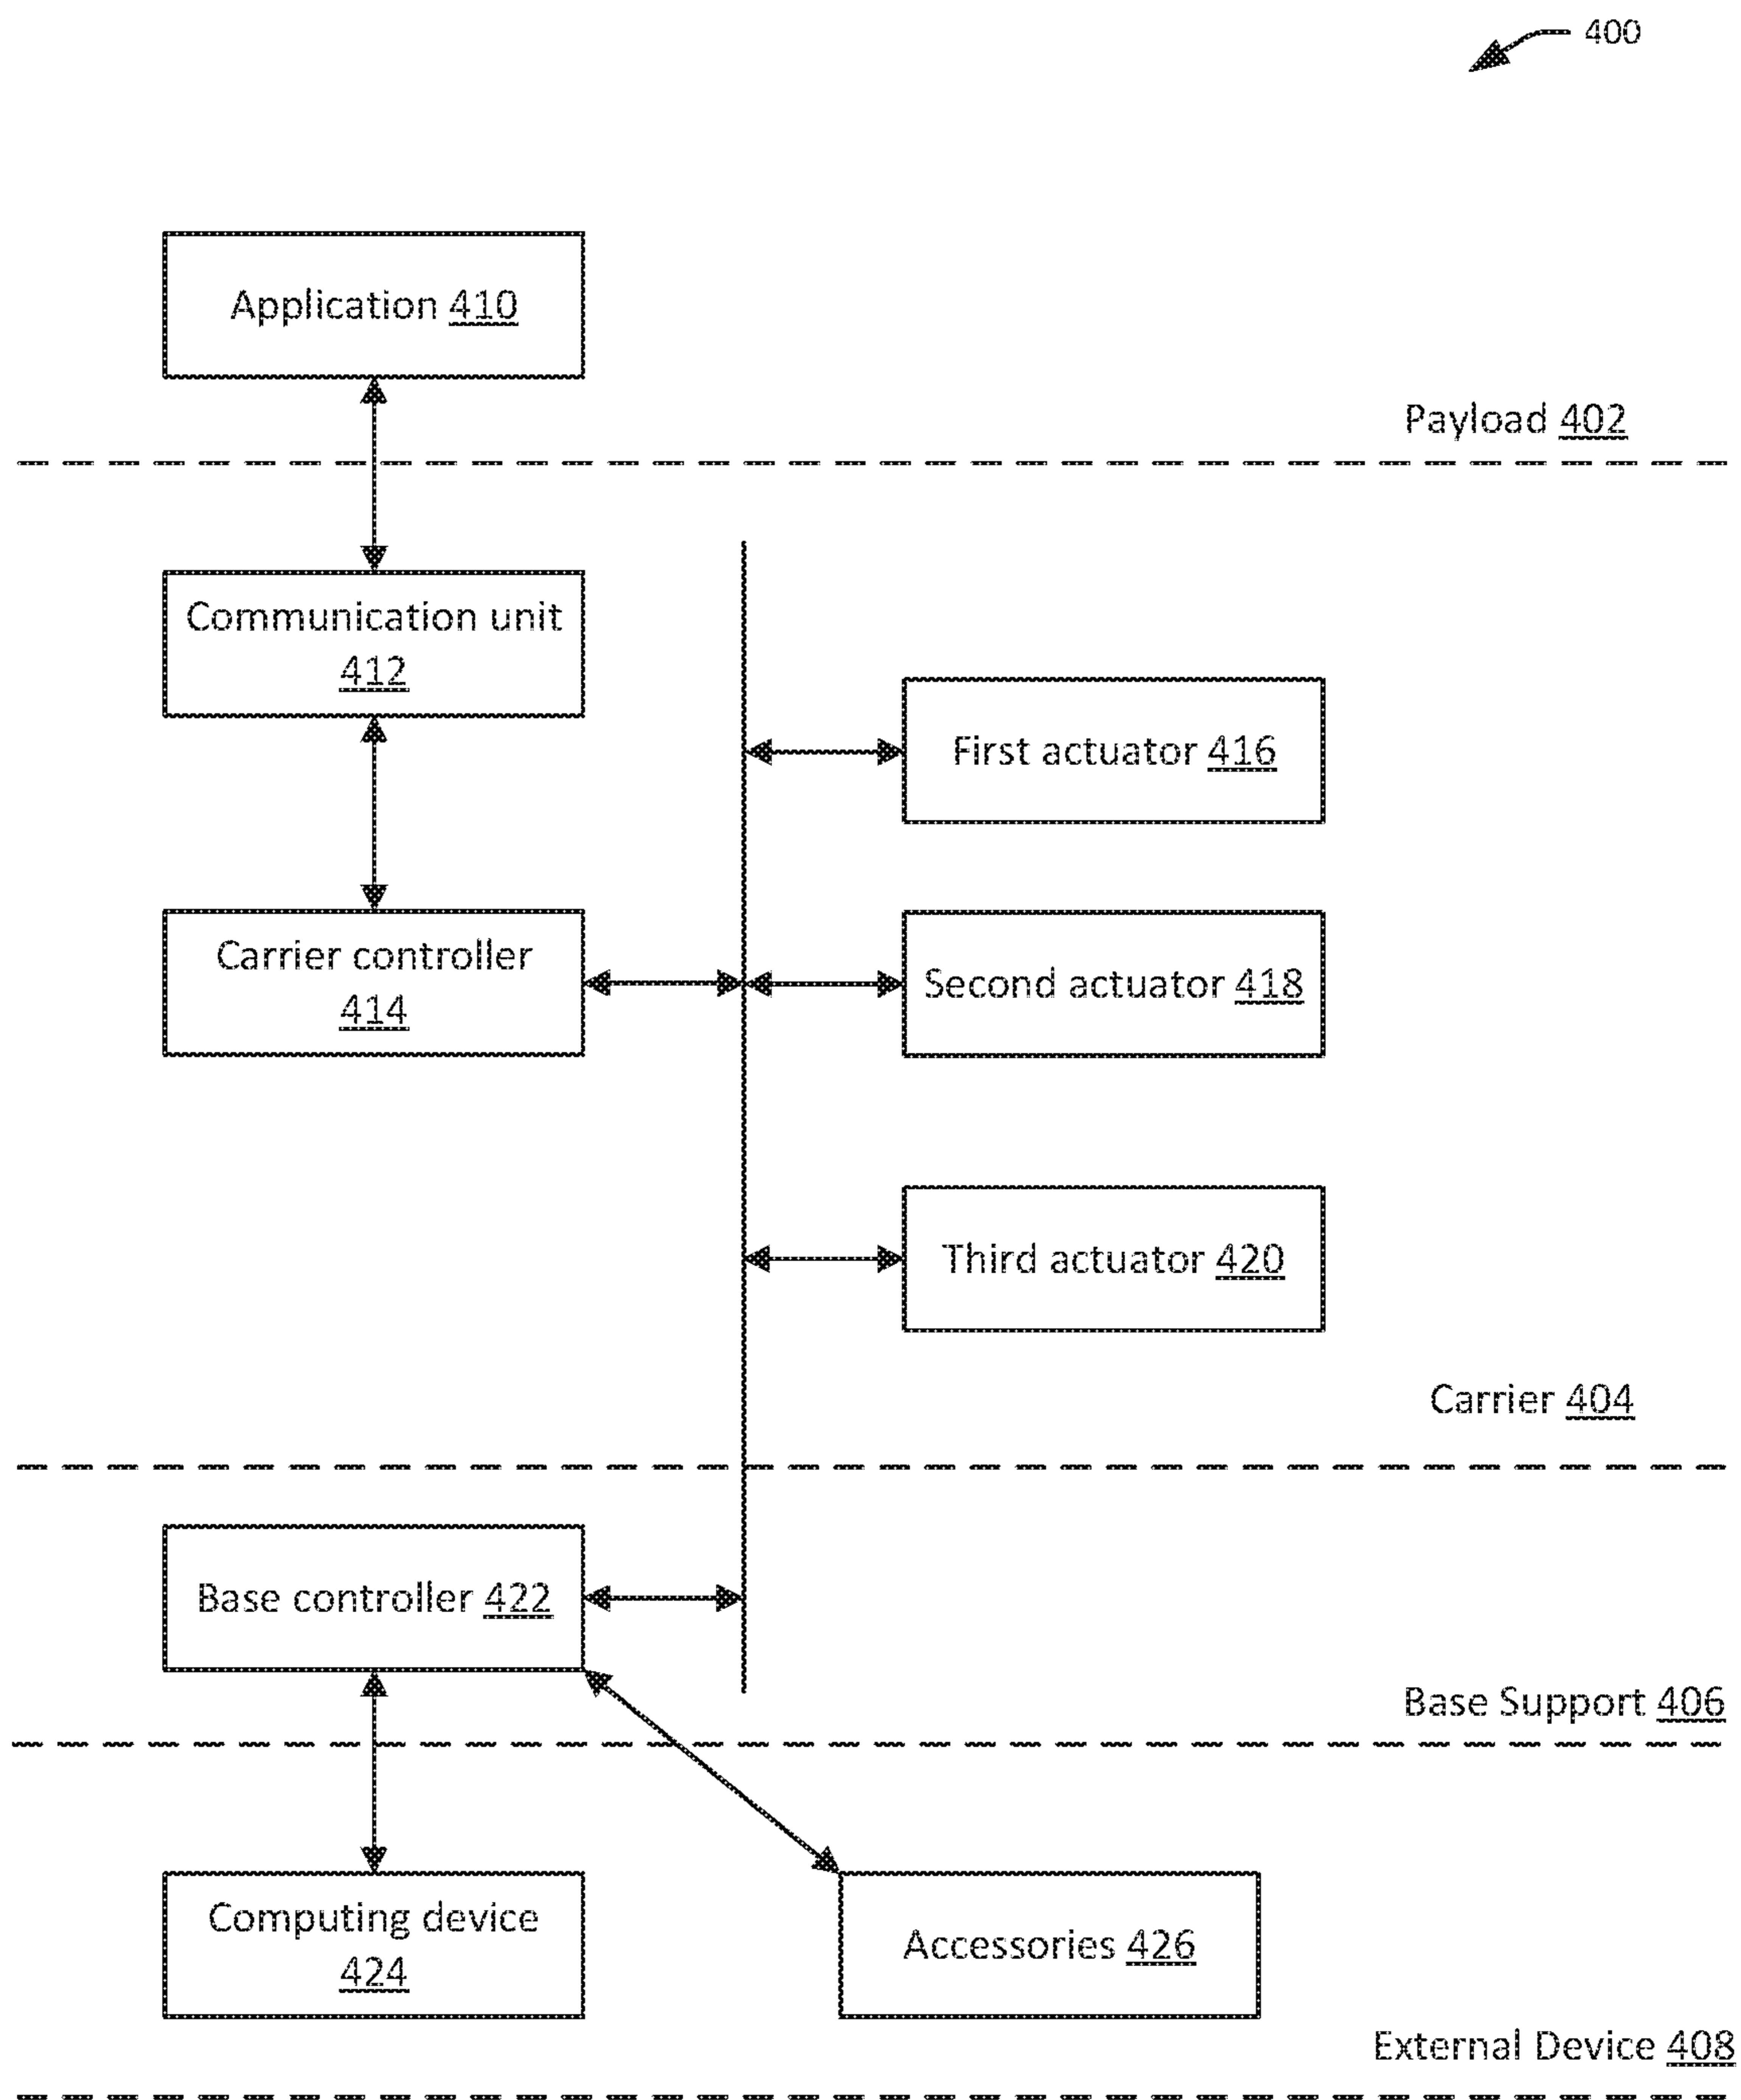 400
Application 410
Payload 402
Communication unit
412
First actuator 416
Carrier controller
414
Second actuator 418
Third actuator 420
Carrier 404
Base controller 422
Base Support 406
Computing device
424
Accessories 426
External Device 408